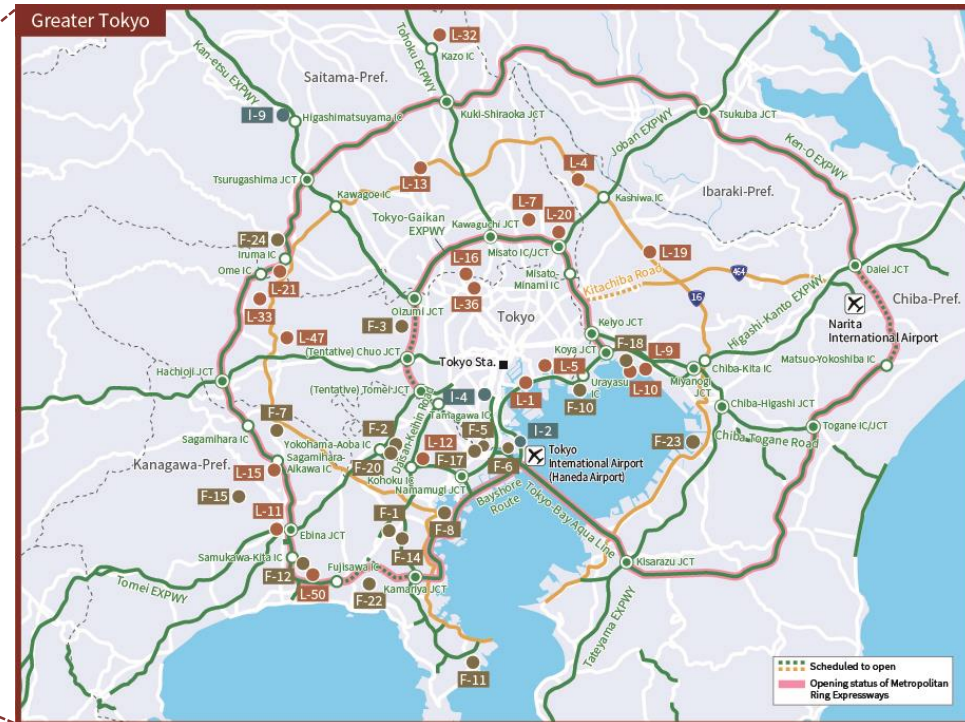 Greater Tokyo
L-32
Kazo IC
Tohoku EXPWY
Kan-etsu EXPWY
Saitama-Pref.
I-9
Higashimatsuyama IC
Kuki-Shiraoka JCT
Tsukuba JCT
Joban EXPWY
Ken-O EXPWY
L-4
L-13
Tsurugashima JCT
Kawagoe IC
Kashiwa IC
Ibaraki-Pref.
L-7
L-20
Tokyo-Gaikan
EXPWY
Kawaguchi JCT
Misato IC/JCT
F-24
Iruma IC
Ome IC
L-21
L-33
L-16
L-36
Misato-
Minami IC
L-19
Kitachiba Road
464
16
Daiei JCT
Higashi-Kanto EXPWY
Chiba-Pref.
Narita
International Airport
Oizumi JCT
F-3
Tokyo
L-47
(Tentative) Chuo JCT
Tokyo Sta.
Keiyo JCT
Koya JCT
F-18
L-9
L-5
L-10
Chiba-Kita IC
Miyanogi
JCT
Matsuo-Yokoshiba IC
Hachioji JCT
(Tentative) Tomei JCT
Tamagawa IC
I-4
L-1
Urayasu
IC
F-10
Chiba-Higashi JCT
Togane IC/JCT
Chiba-Togane Road
Sagamihara IC
F-7
F-2
Daisan-Keihin Road
Yokohama-Aoba IC
F-5
I-2
F-23
Kanagawa-Pref.
Sagamihara-
Aikawa IC
F-20
L-12
F-17
F-6
Tokyo
International Airport
(Haneda Airport)
L-15
Kohoku IC
Namamugi JCT
F-15
Bayshore
Route
Tokyo-Bay Aqua Line
L-11
F-1
F-8
Ebina JCT
F-14
Samukawa-Kita IC
Fujisawa IC
Kisarazu JCT
F-12
L-50
F-22
Kamariya JCT
Tomei EXPWY
Tateyama EXPWY
F-11
Scheduled to open
Opening status of Metropolitan
Ring Expressways